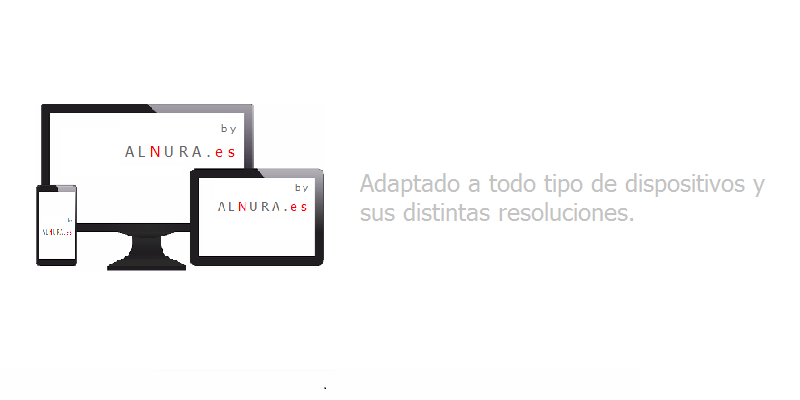 by
ALNURA.es
by
ALNURA.es
by
ALNURA.es
Adaptado a todo tipo de dispositivos y
sus distintas resoluciones.
.